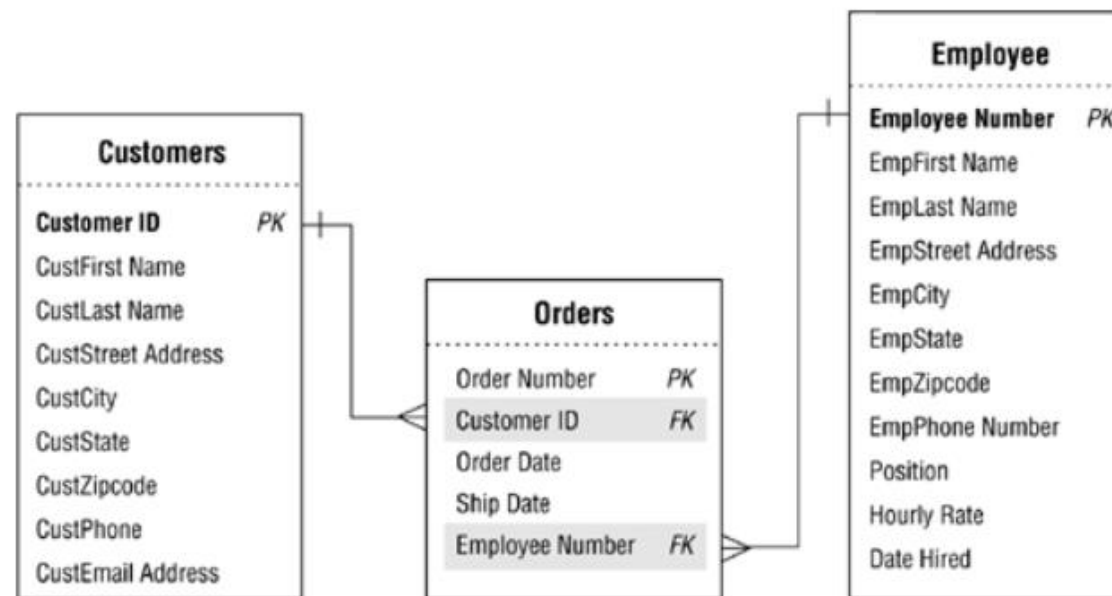 Customers
Customer ID PK
CustFirst Name
CustLast Name
CustStreet Address
CustCity
CustState
CustZipcode
CustPhone
CustEmail Address
Orders
Order Number PK
Customer ID FK
Order Date
Ship Date
Employee Number FK
Employee
Employee Number PK
EmpFirst Name
EmpLast Name
EmpStreet Address
EmpCity
EmpState
EmpZipcode
EmpPhone Number
Position
Hourly Rate
Date Hired